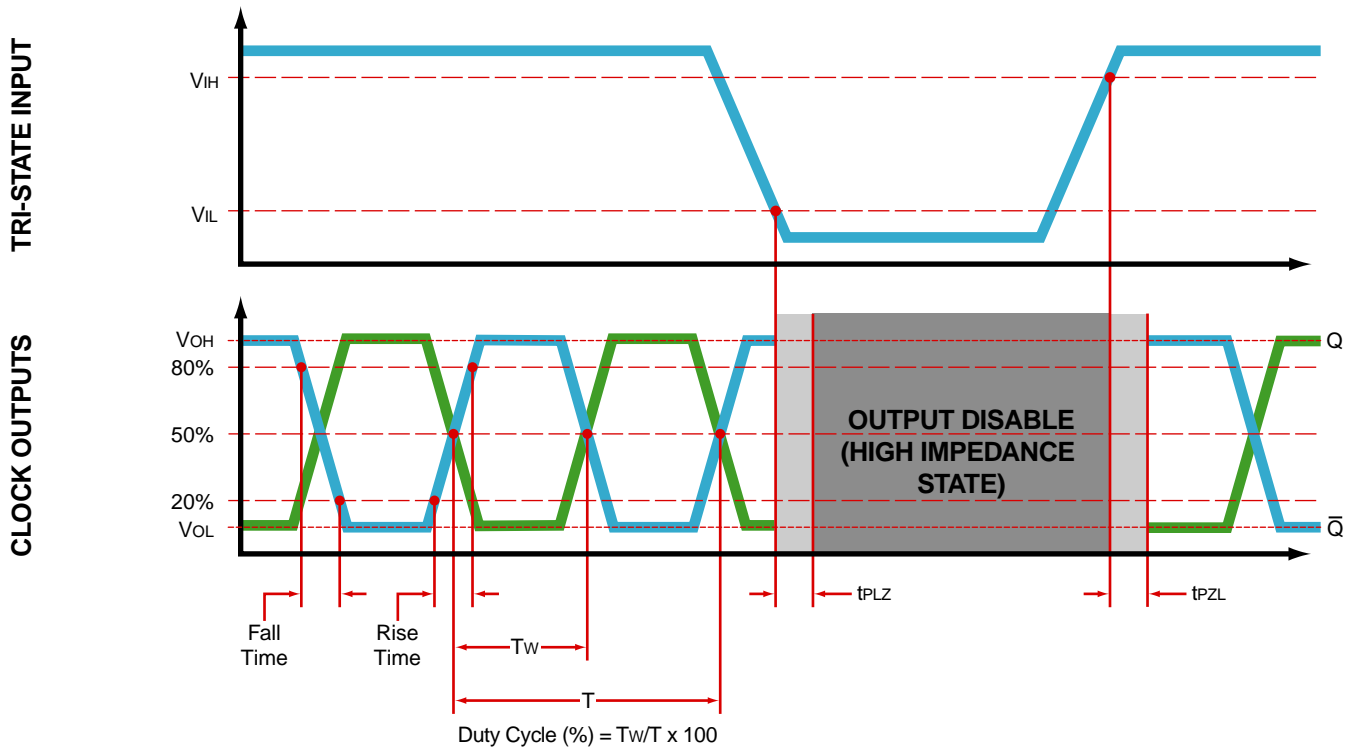 TRI-STATE INPUT
VIH
VIL
CLOCK OUTPUTS
VOH
80%
50%
20%
VOL
Q
Q̅
OUTPUT DISABLE
(HIGH IMPEDANCE
STATE)
tPLZ
tPZL
Fall
Time
Rise
Time
TW
T
Duty Cycle (%) = TW/T x 100